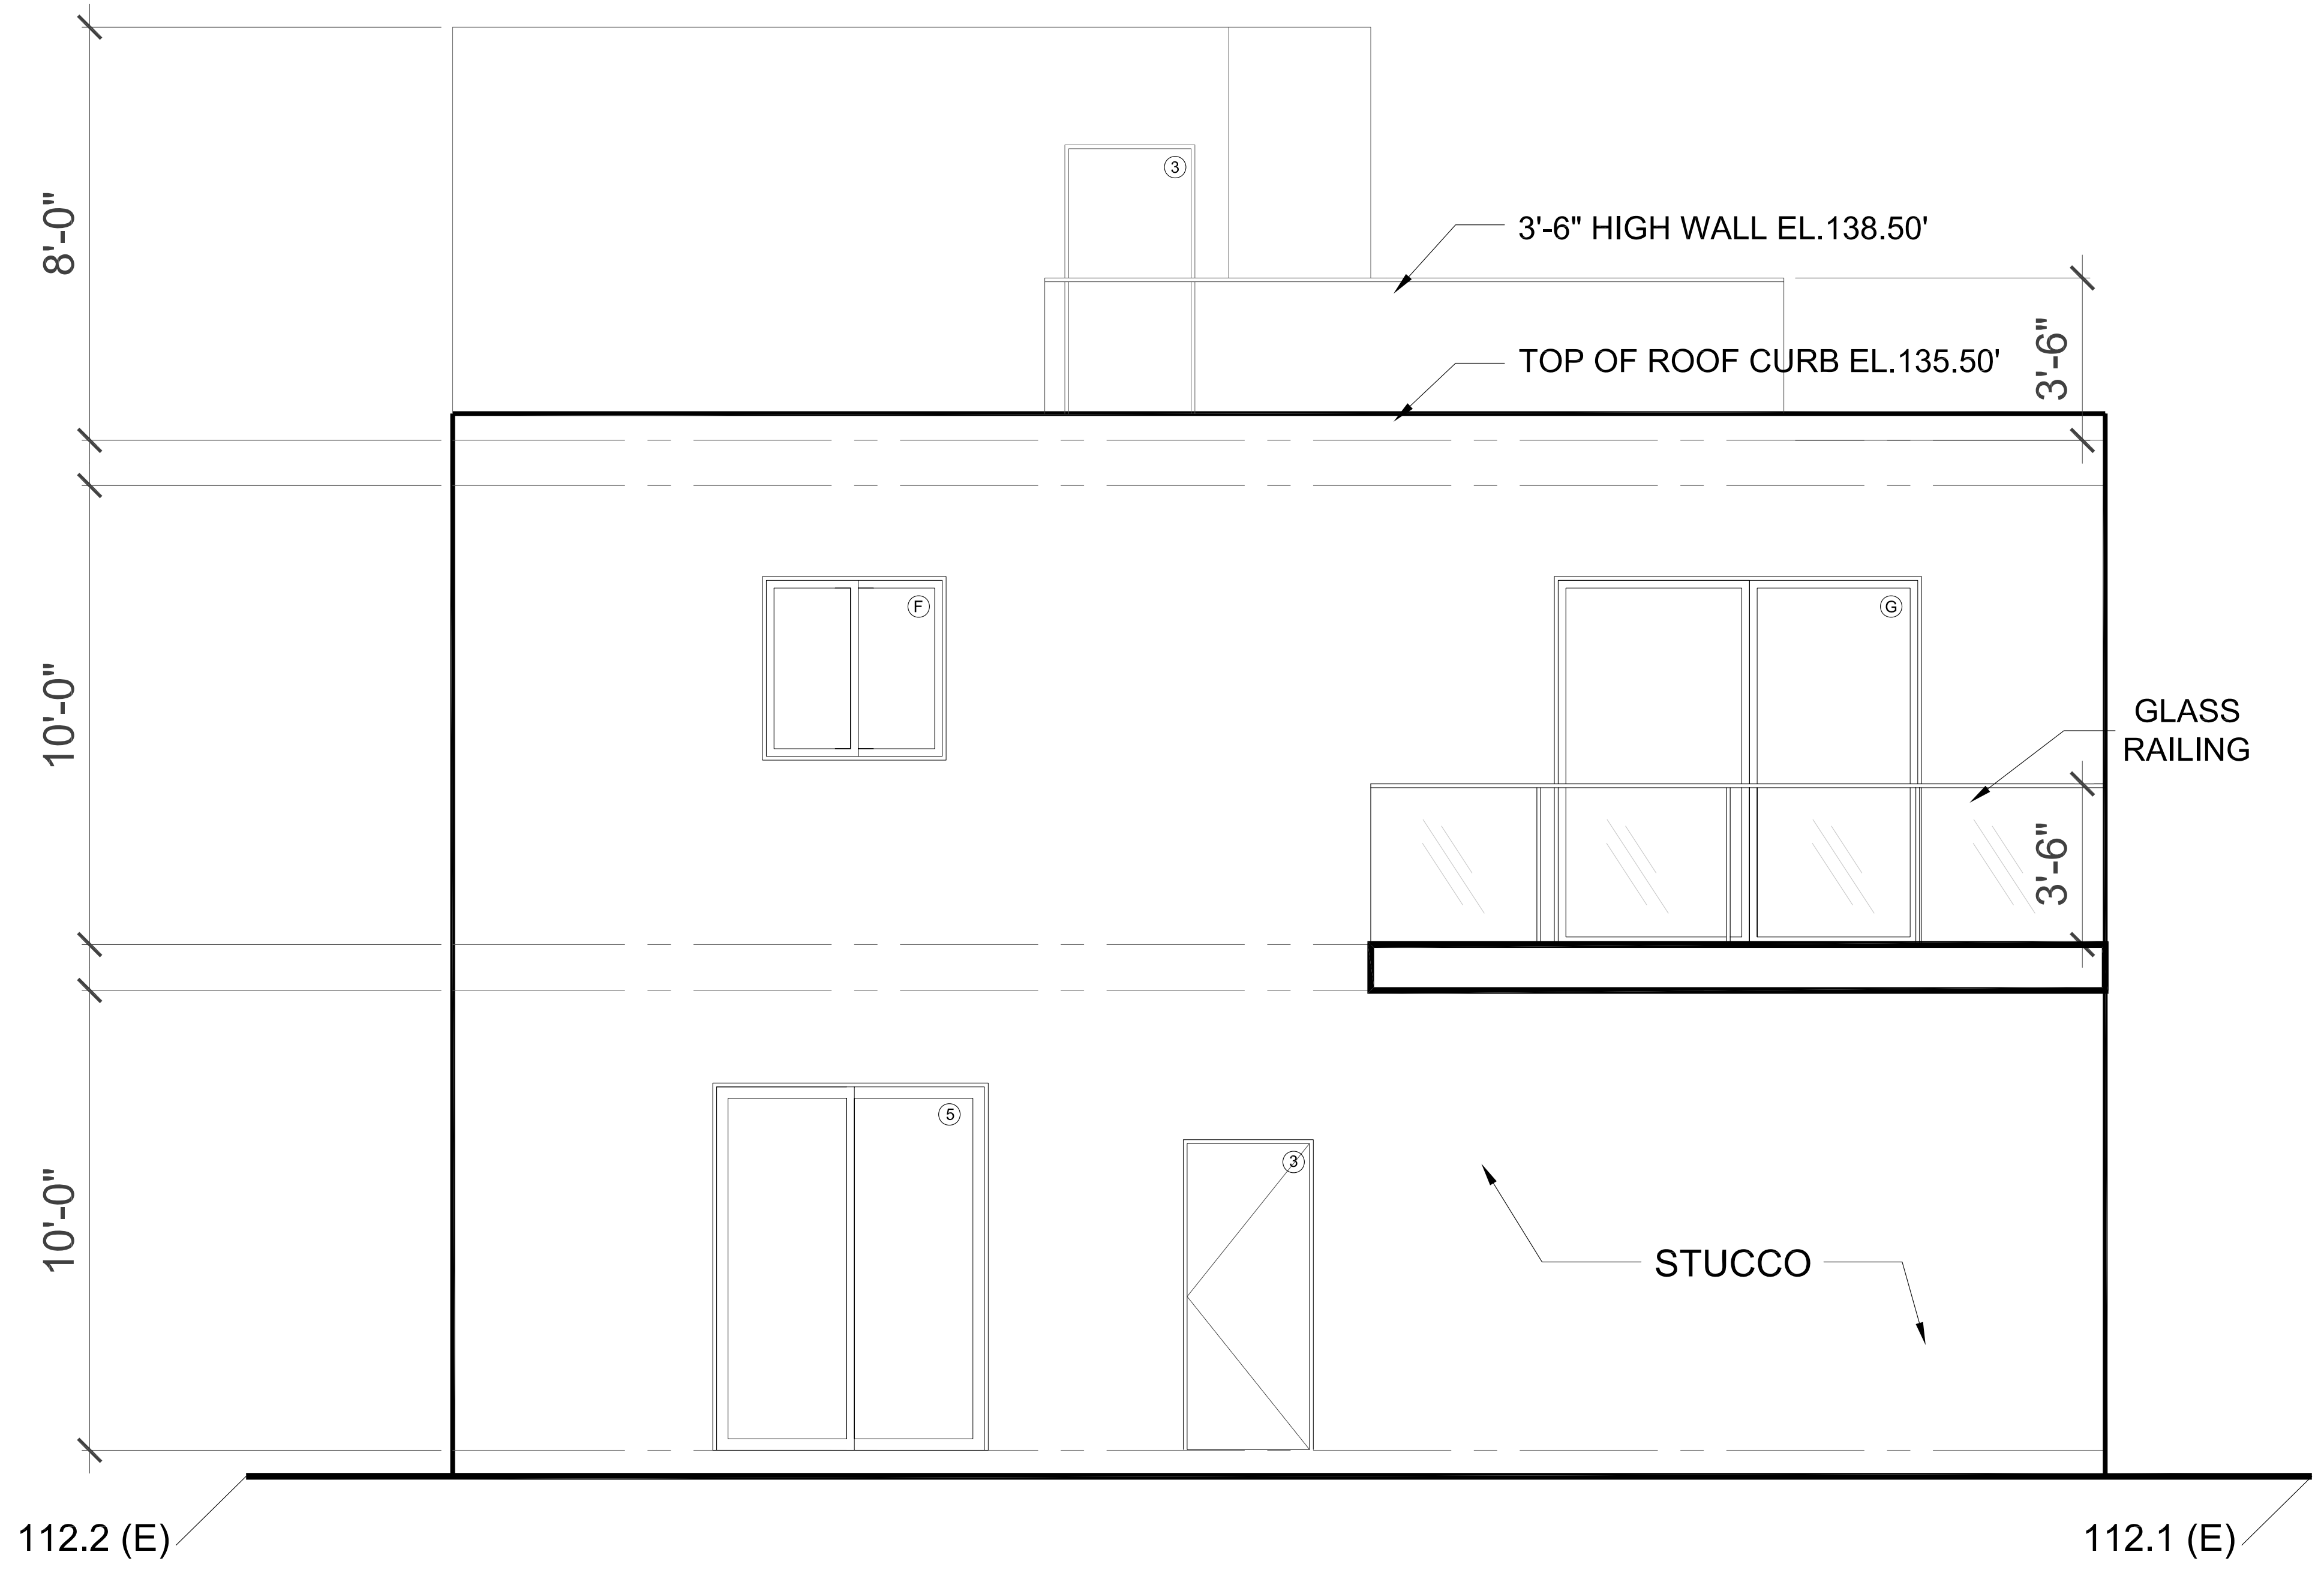 3
3'-6" HIGH WALL EL.138.50'
8'-0"
TOP OF ROOF CURB EL.135.50'
3'-6"
F
G
10'-0"
GLASS
RAILING
3'-6"
5
3
10'-0"
STUCCO
112.2 (E)
112.1 (E)